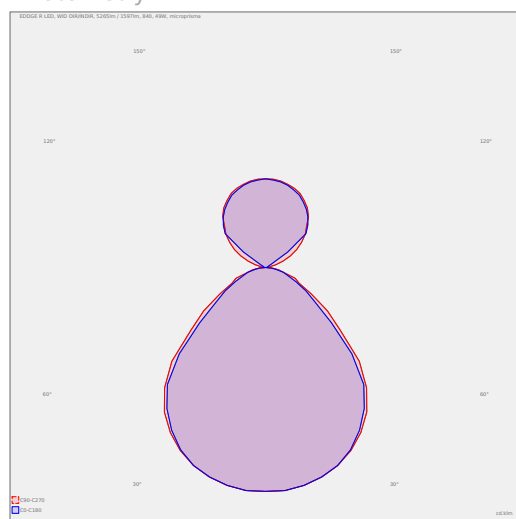 EDDGE R LED, WID DIR/INDIR, 5265lm / 1597lm, 840, 49W, microprisma
150° 150°
120° 120°
60° 60°
30° 30°
C90-C270
C0-C180
cd/klm